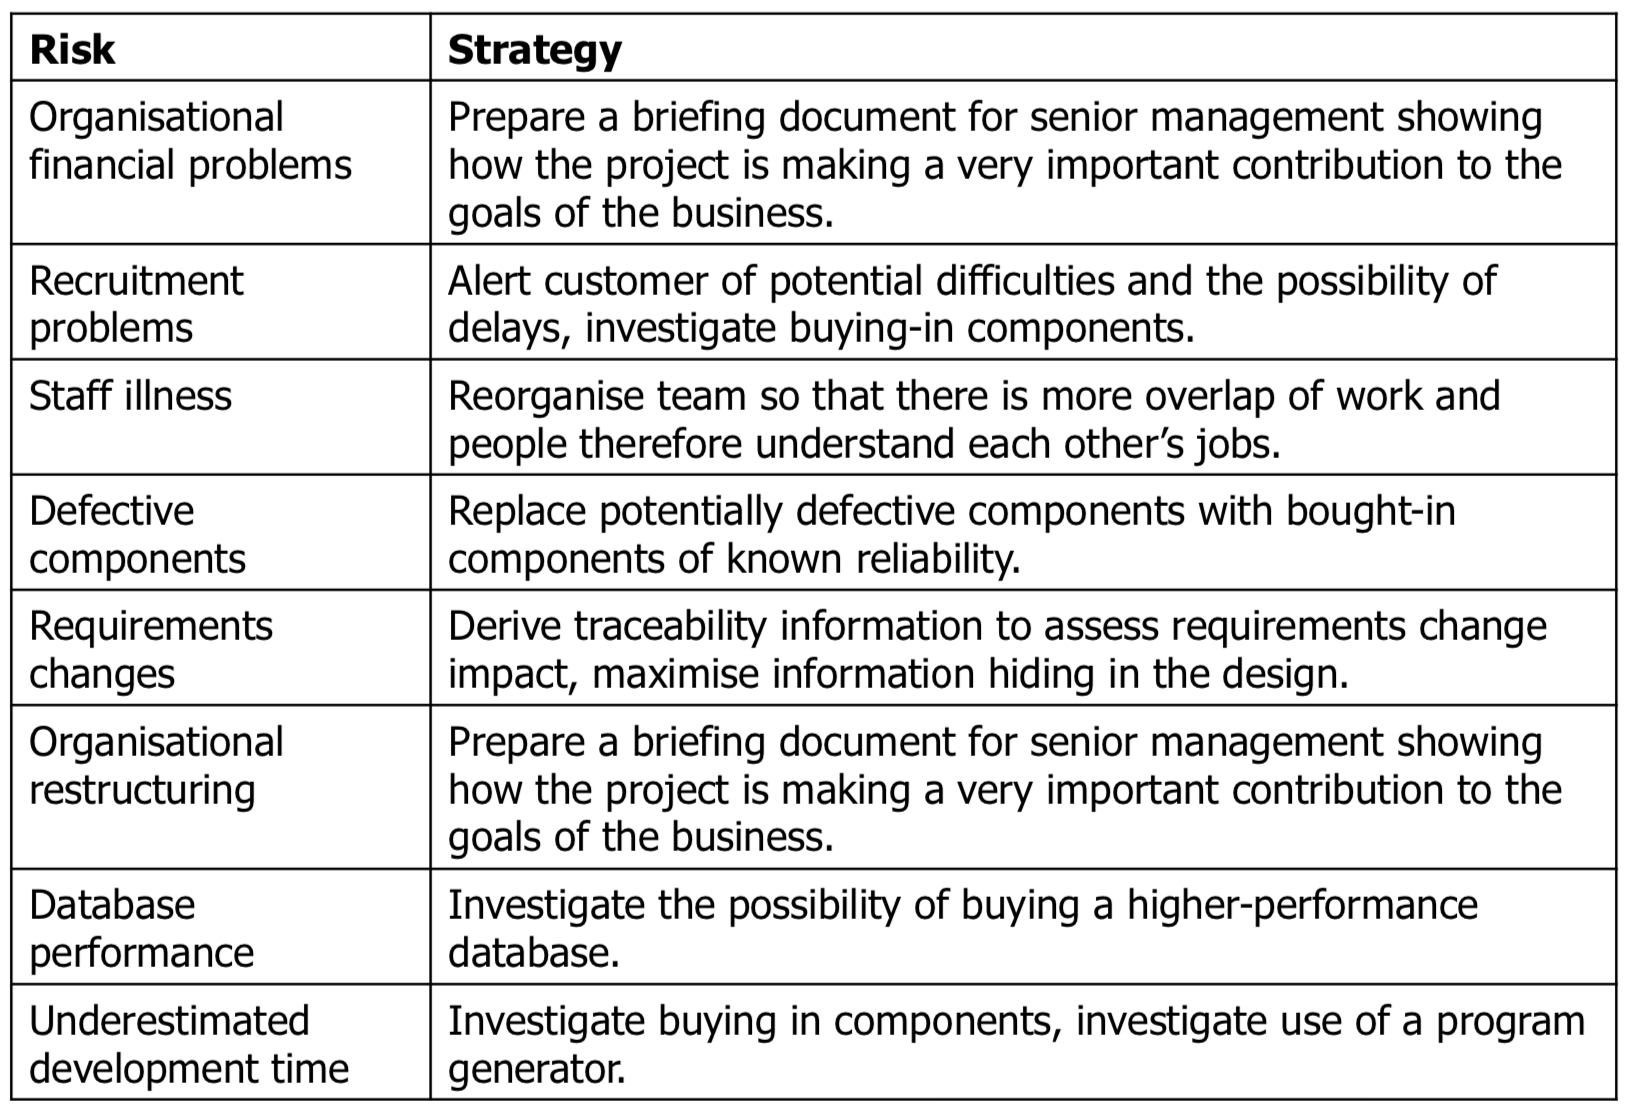 Risk
Strategy
Organisational
financial problems
Prepare a briefing document for senior management showing
how the project is making a very important contribution to the
goals of the business.
Recruitment
problems
Alert customer of potential difficulties and the possibility of
delays, investigate buying-in components.
Staff illness
Reorganise team so that there is more overlap of work and
people therefore understand each other’s jobs.
Defective
components
Replace potentially defective components with bought-in
components of known reliability.
Requirements
changes
Derive traceability information to assess requirements change
impact, maximise information hiding in the design.
Organisational
restructuring
Prepare a briefing document for senior management showing
how the project is making a very important contribution to the
goals of the business.
Database
performance
Investigate the possibility of buying a higher-performance
database.
Underestimated
development time
Investigate buying in components, investigate use of a program
generator.